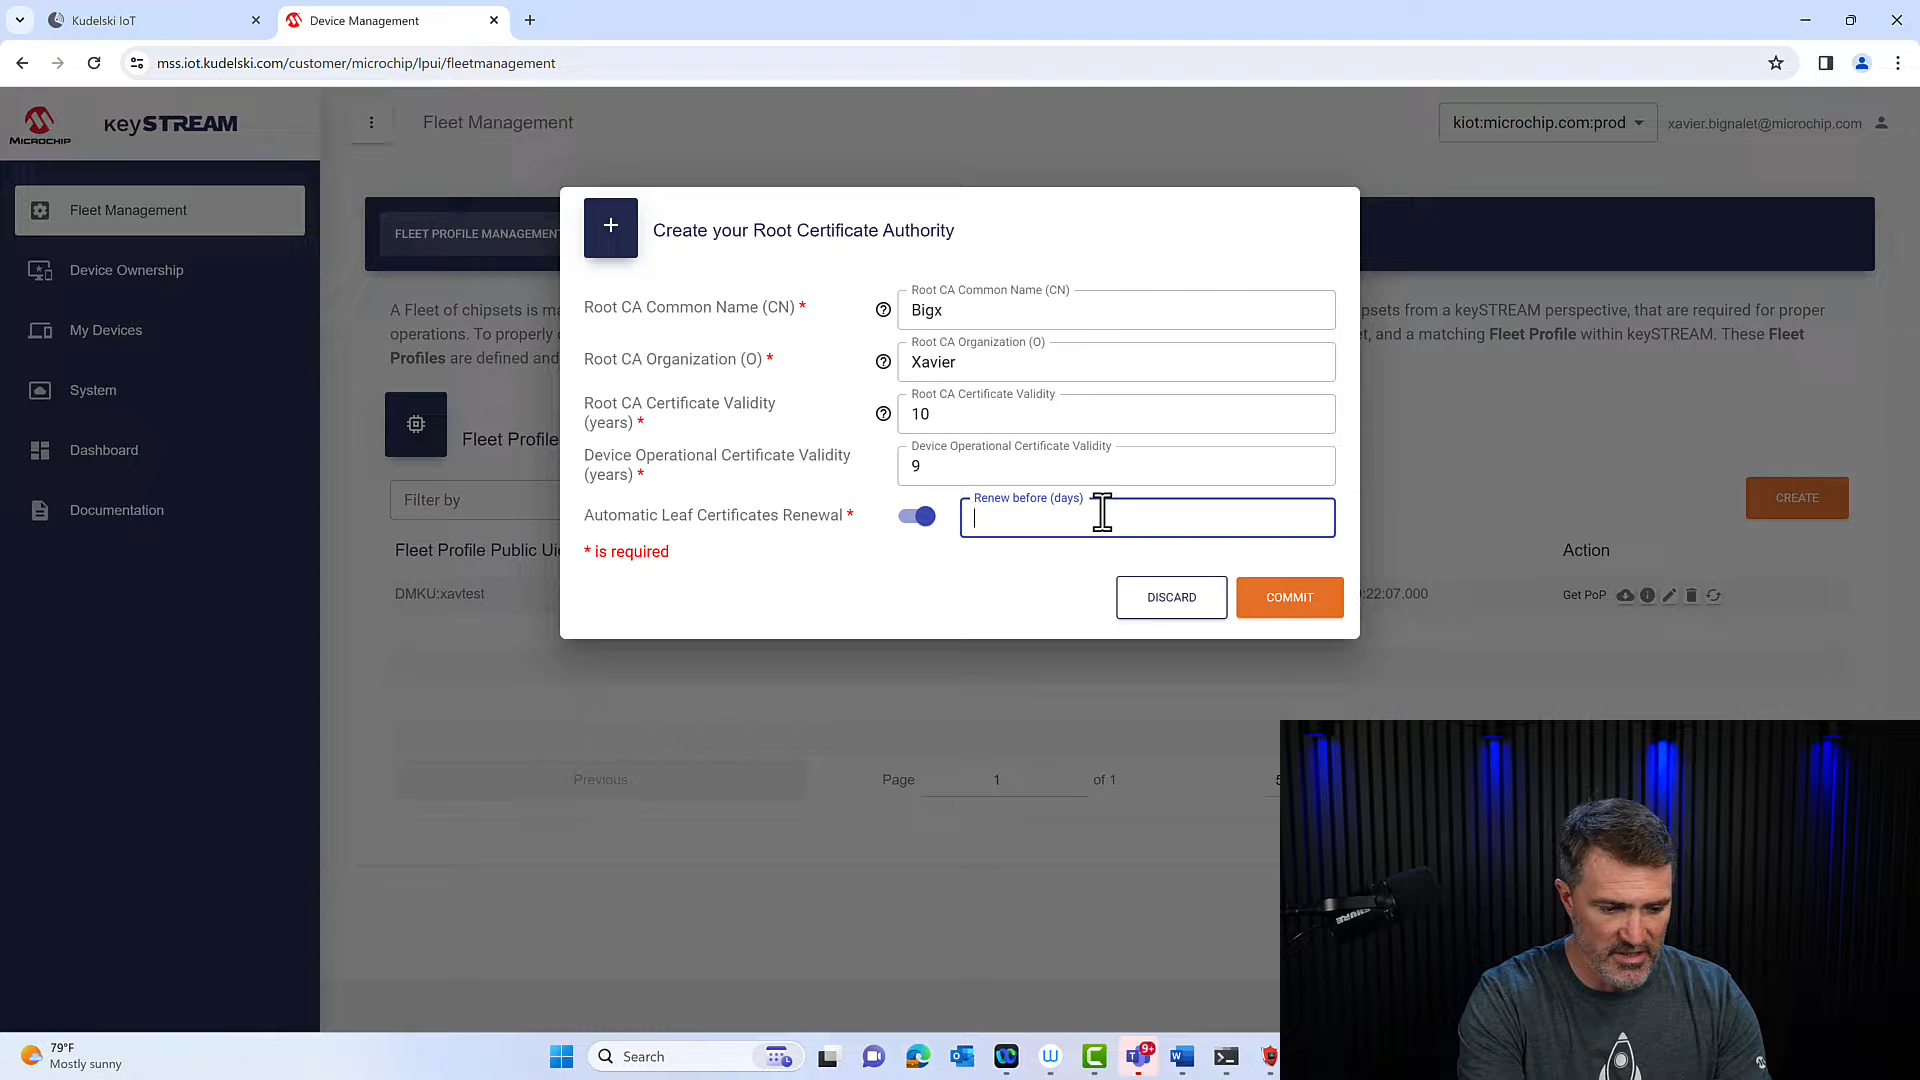 Kudelski IoT
Device Management
mss.iot.kudelski.com/customer/microchip/lpui/fleetmanagement
MICROCHIP
keySTREAM
Fleet Management
kiot:microchip.com:prod
xavier.bignalet@microchip.com
Fleet Management
Device Ownership
My Devices
System
Dashboard
Documentation
FLEET PROFILE MANAGEMENT
A Fleet of chipsets is ma
psets from a keySTREAM perspective, that are required for proper
operations. To properly c
et, and a matching Fleet Profile within keySTREAM. These Fleet
Profiles are defined and
Fleet Profile
Filter by
CREATE
Fleet Profile Public Uid
Action
DMKU:xavtest
:22:07.000
Get PoP
Previous
Page
1
of 1
5
Create your Root Certificate Authority
Root CA Common Name (CN) *
Root CA Common Name (CN)
Bigx
Root CA Organization (O) *
Root CA Organization (O)
Xavier
Root CA Certificate Validity
(years) *
Root CA Certificate Validity
10
Device Operational Certificate Validity
(years) *
Device Operational Certificate Validity
9
Automatic Leaf Certificates Renewal *
Renew before (days)
* is required
DISCARD
COMMIT
SHURE
79°F
Mostly sunny
Search
9+